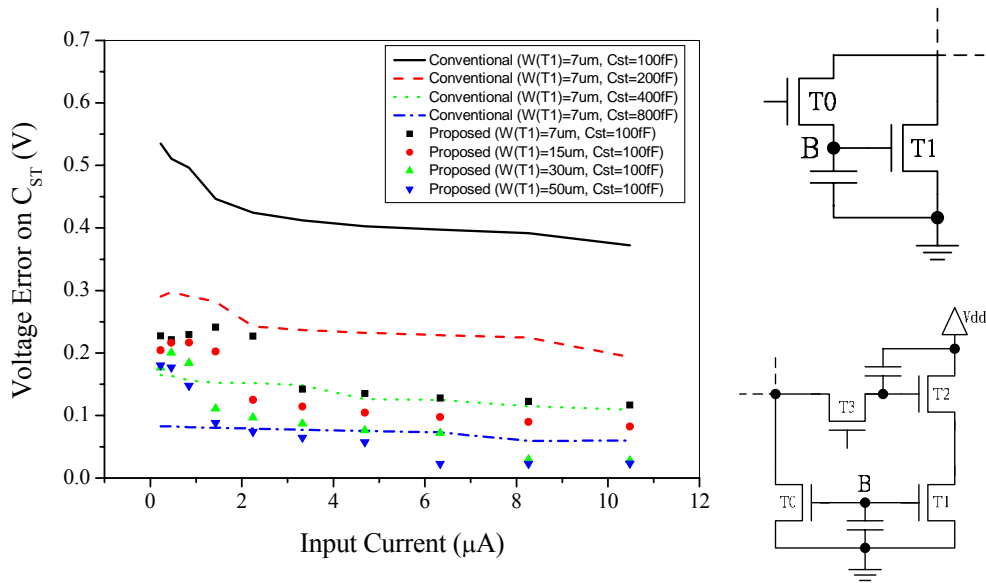 0.7
0.6
0.5
0.4
0.3
0.2
0.1
0.0
Voltage Error on C_ST (V)
0
2
4
6
8
10
12
Input Current (μA)
Conventional (W(T1)=7um, Cst=100fF)
Conventional (W(T1)=7um, Cst=200fF)
Conventional (W(T1)=7um, Cst=400fF)
Conventional (W(T1)=7um, Cst=800fF)
Proposed (W(T1)=7um, Cst=100fF)
Proposed (W(T1)=15um, Cst=100fF)
Proposed (W(T1)=30um, Cst=100fF)
Proposed (W(T1)=50um, Cst=100fF)
T0
B
T1
Vdd
T3
T2
T0
B
T1